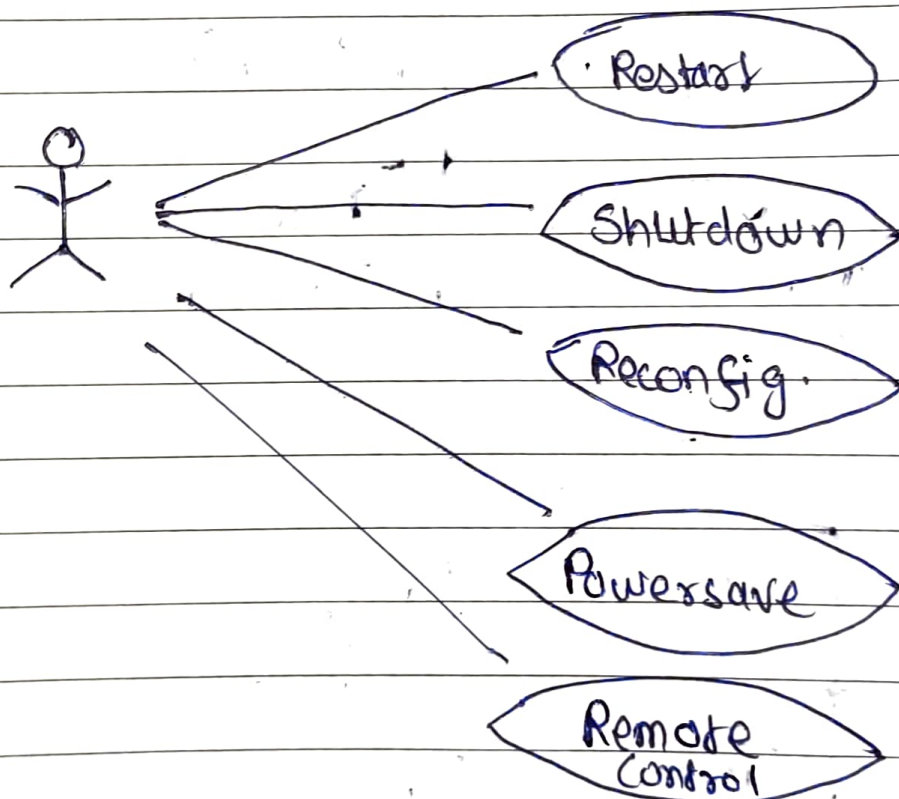 Restart
Shutdown
Reconfig.
Powersave
Remote
Control